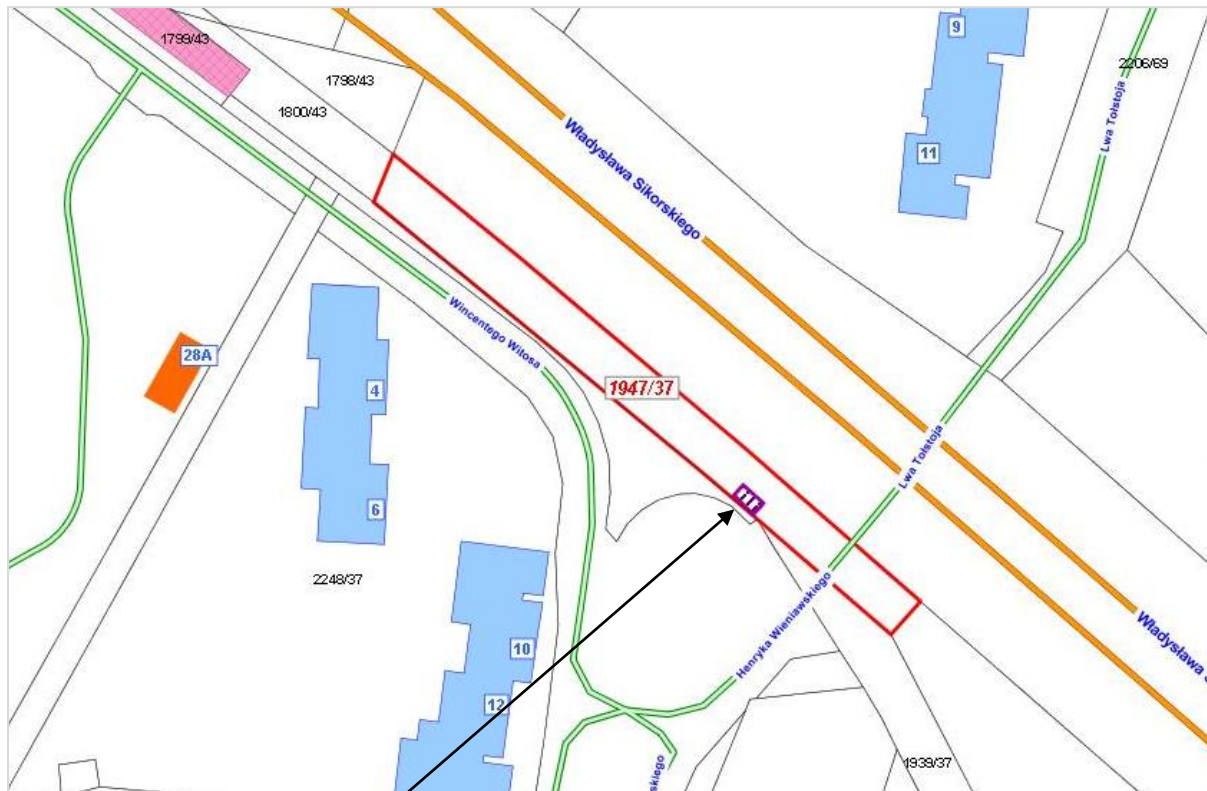 1799/43
9
2206/69
1798/43
1800/43
Lwa Tołstoja
Władysława Sikorskiego
11
Wincentego Witosa
28A
4
1947/37
Lwa Tołstoja
6
2248/37
Henryka Wieniawskiego
10
Władysława S
12
skiego
1939/37